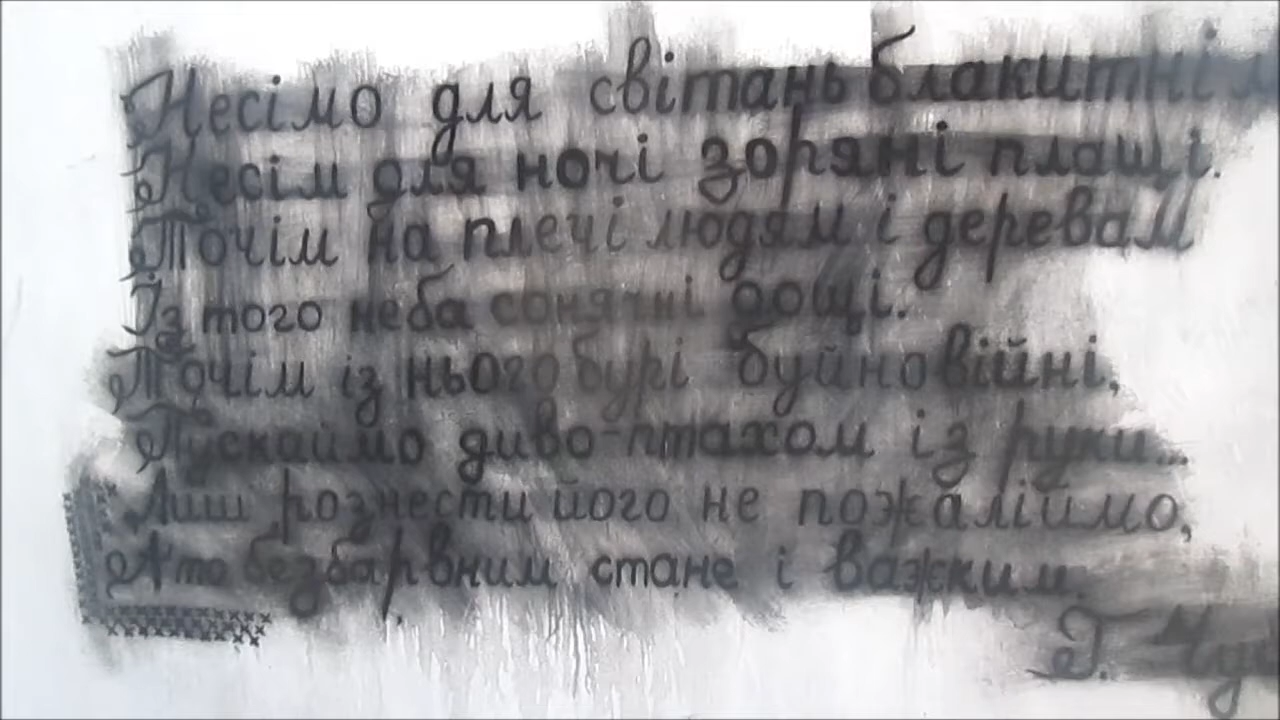 Несімо для світань блакитні
Несім для ночі зоряні плащі.
Точім на плечі людям і деревам
Із того неба сонячні дощі.
Точім із нього бурі буйновійні,
Пускаймо диво-птахом із руки...
Лиш рознести його не пожаліймо,
А то безбарвним стане і важким.
Г.